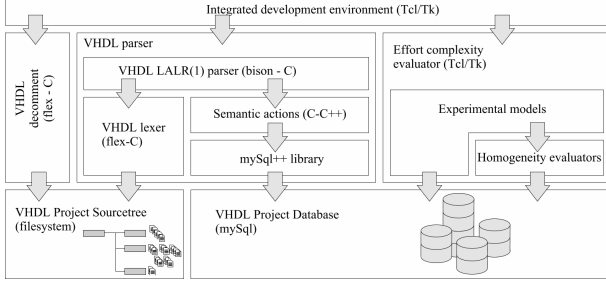 Integrated development environment (Tcl/Tk)
VHDL
decomment
(flex - C)
VHDL parser
VHDL LALR(1) parser (bison - C)
VHDL lexer
(flex-C)
Semantic actions (C-C++)
mySql++ library
Effort complexity
evaluator (Tcl/Tk)
Experimental models
Homogeneity evaluators
VHDL Project Sourcetree
(filesystem)
VHDL Project Database
(mySql)